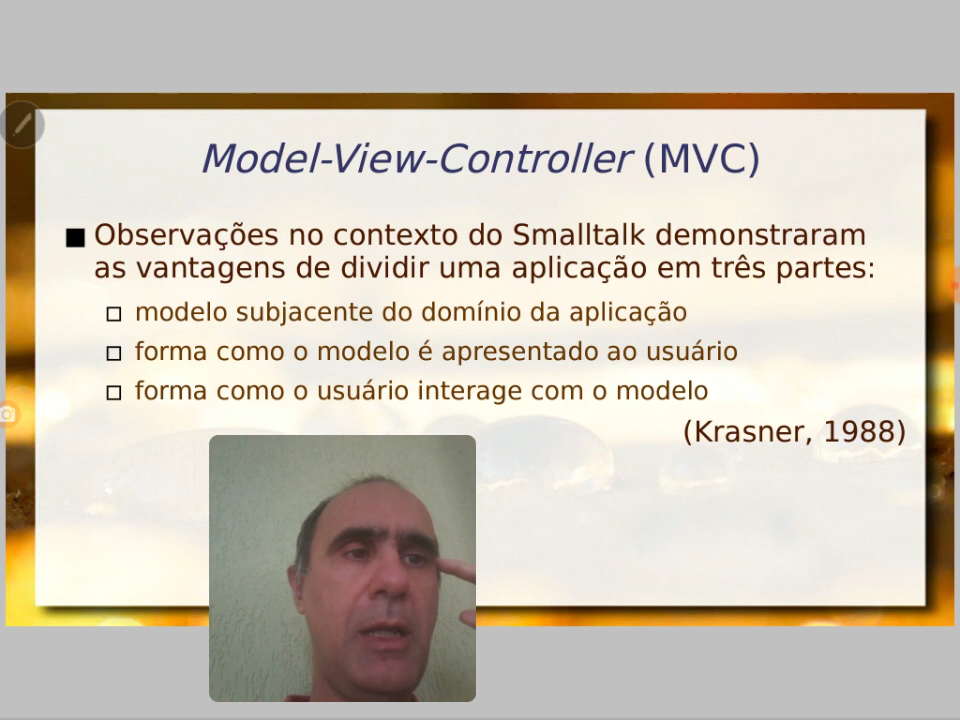 Model-View-Controller (MVC)
Observações no contexto do Smalltalk demonstraram
as vantagens de dividir uma aplicação em três partes:
modelo subjacente do domínio da aplicação
forma como o modelo é apresentado ao usuário
forma como o usuário interage com o modelo
(Krasner, 1988)